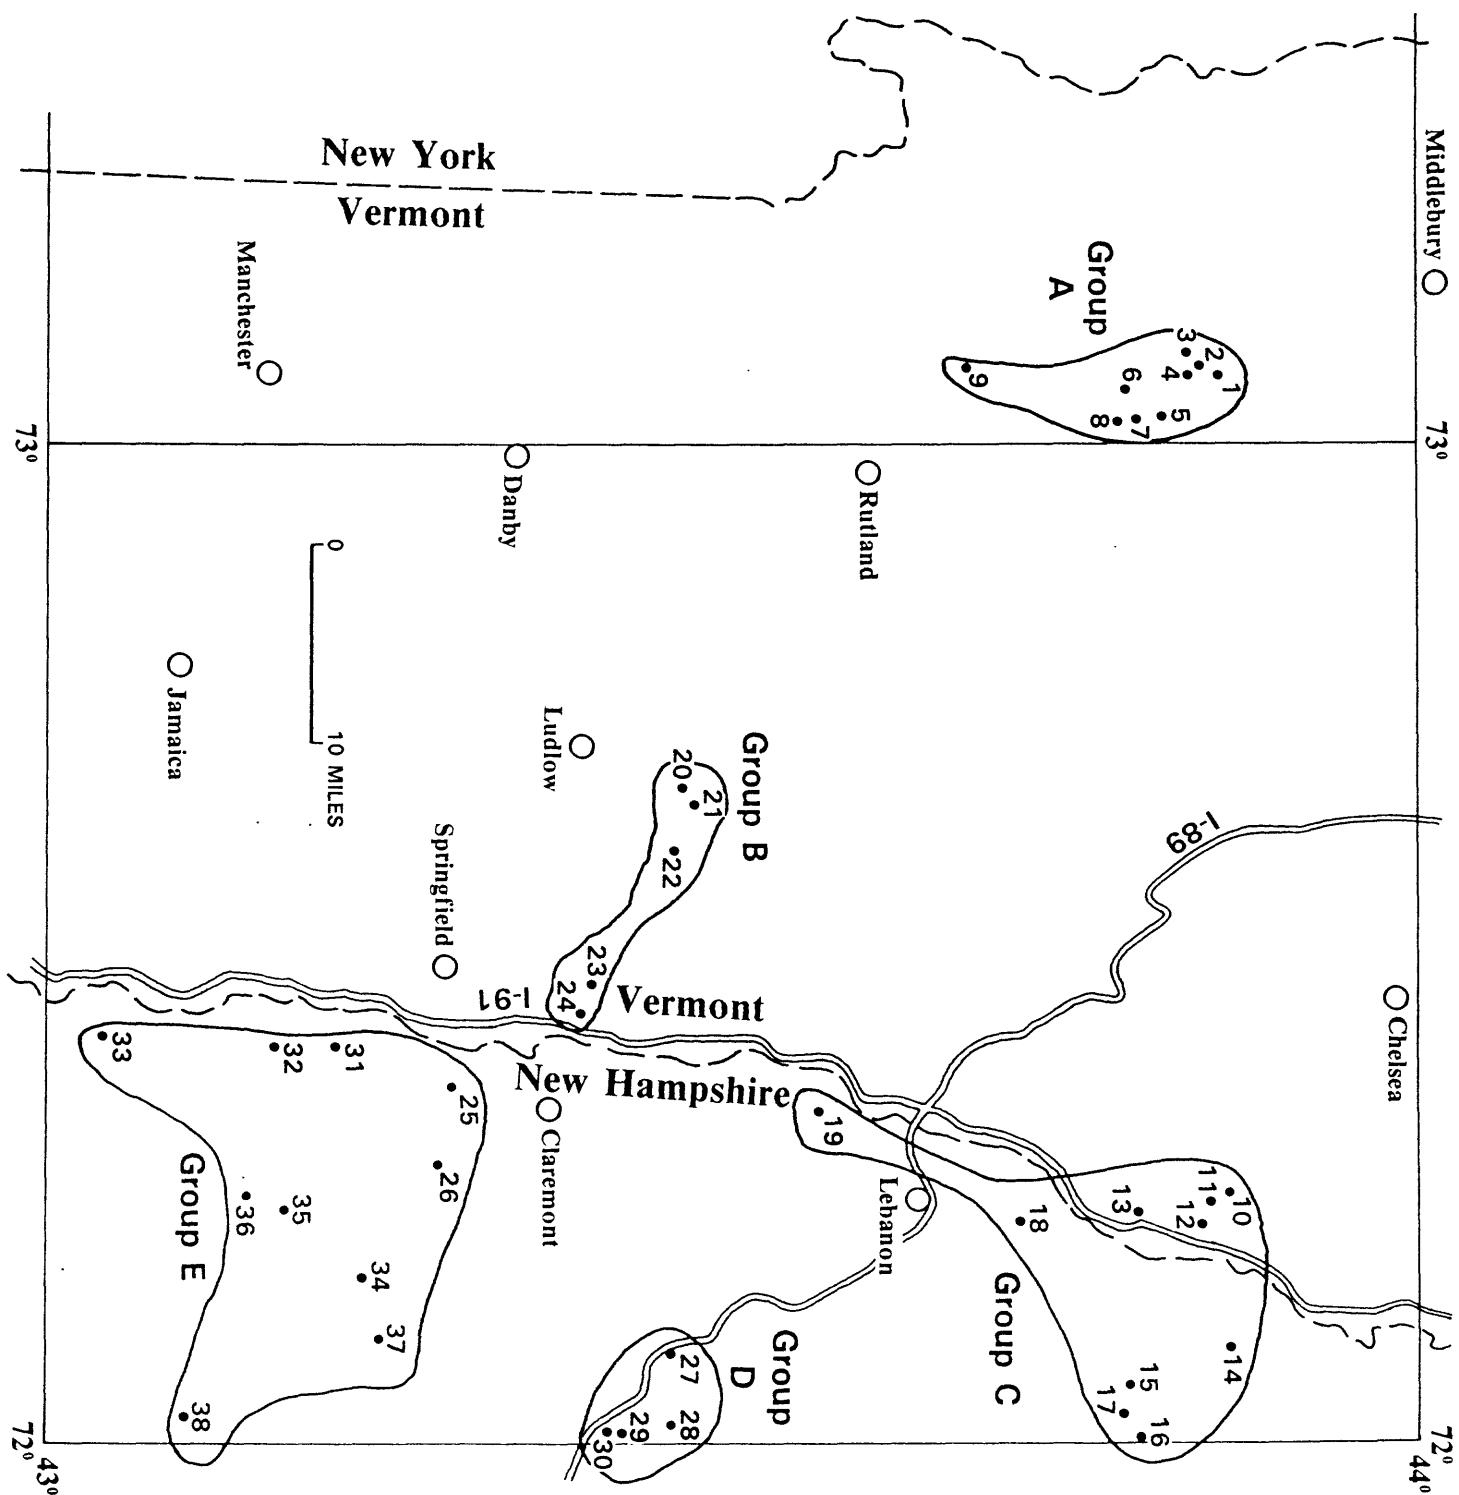 Middlebury
73°
73°
72°
44°
72°
43°
New York
Vermont
Manchester
Group
A
1
2
3
4
5
6
7
8
9
Danby
Rutland
0
10 MILES
Jamaica
Ludlow
Group B
20
21
22
23
24
Springfield
I-89
I-91
Vermont
New Hampshire
Chelsea
Claremont
Lebanon
Group C
10
11
12
13
14
15
16
17
18
19
Group
D
27
28
29
30
Group E
25
26
31
32
33
34
35
36
37
38